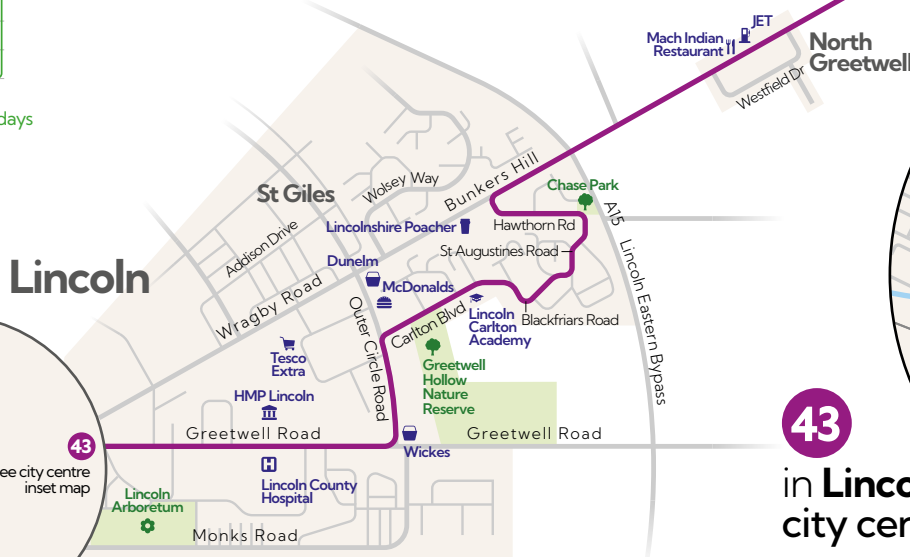 JET
Mach Indian
Restaurant
North
Greetwell
Westfield Dr
days
Wolsey Way
Bunkers Hill
Chase Park
St Giles
A15 Lincoln Eastern Bypass
Lincolnshire Poacher
Hawthorn Rd
Addison Drive
St Augustines Road
Dunelm
Lincoln
McDonalds
Wragby Road
Outer Circle Road
Carlton Blvd
Lincoln
Carlton
Academy
Blackfriars Road
Tesco
Extra
Greetwell
Hollow
Nature
Reserve
HMP Lincoln
43
Greetwell Road
Greetwell Road
43
Wickes
ee city centre
inset map
Lincoln County
Hospital
in Linco
city cen
Lincoln
Arboretum
Monks Road